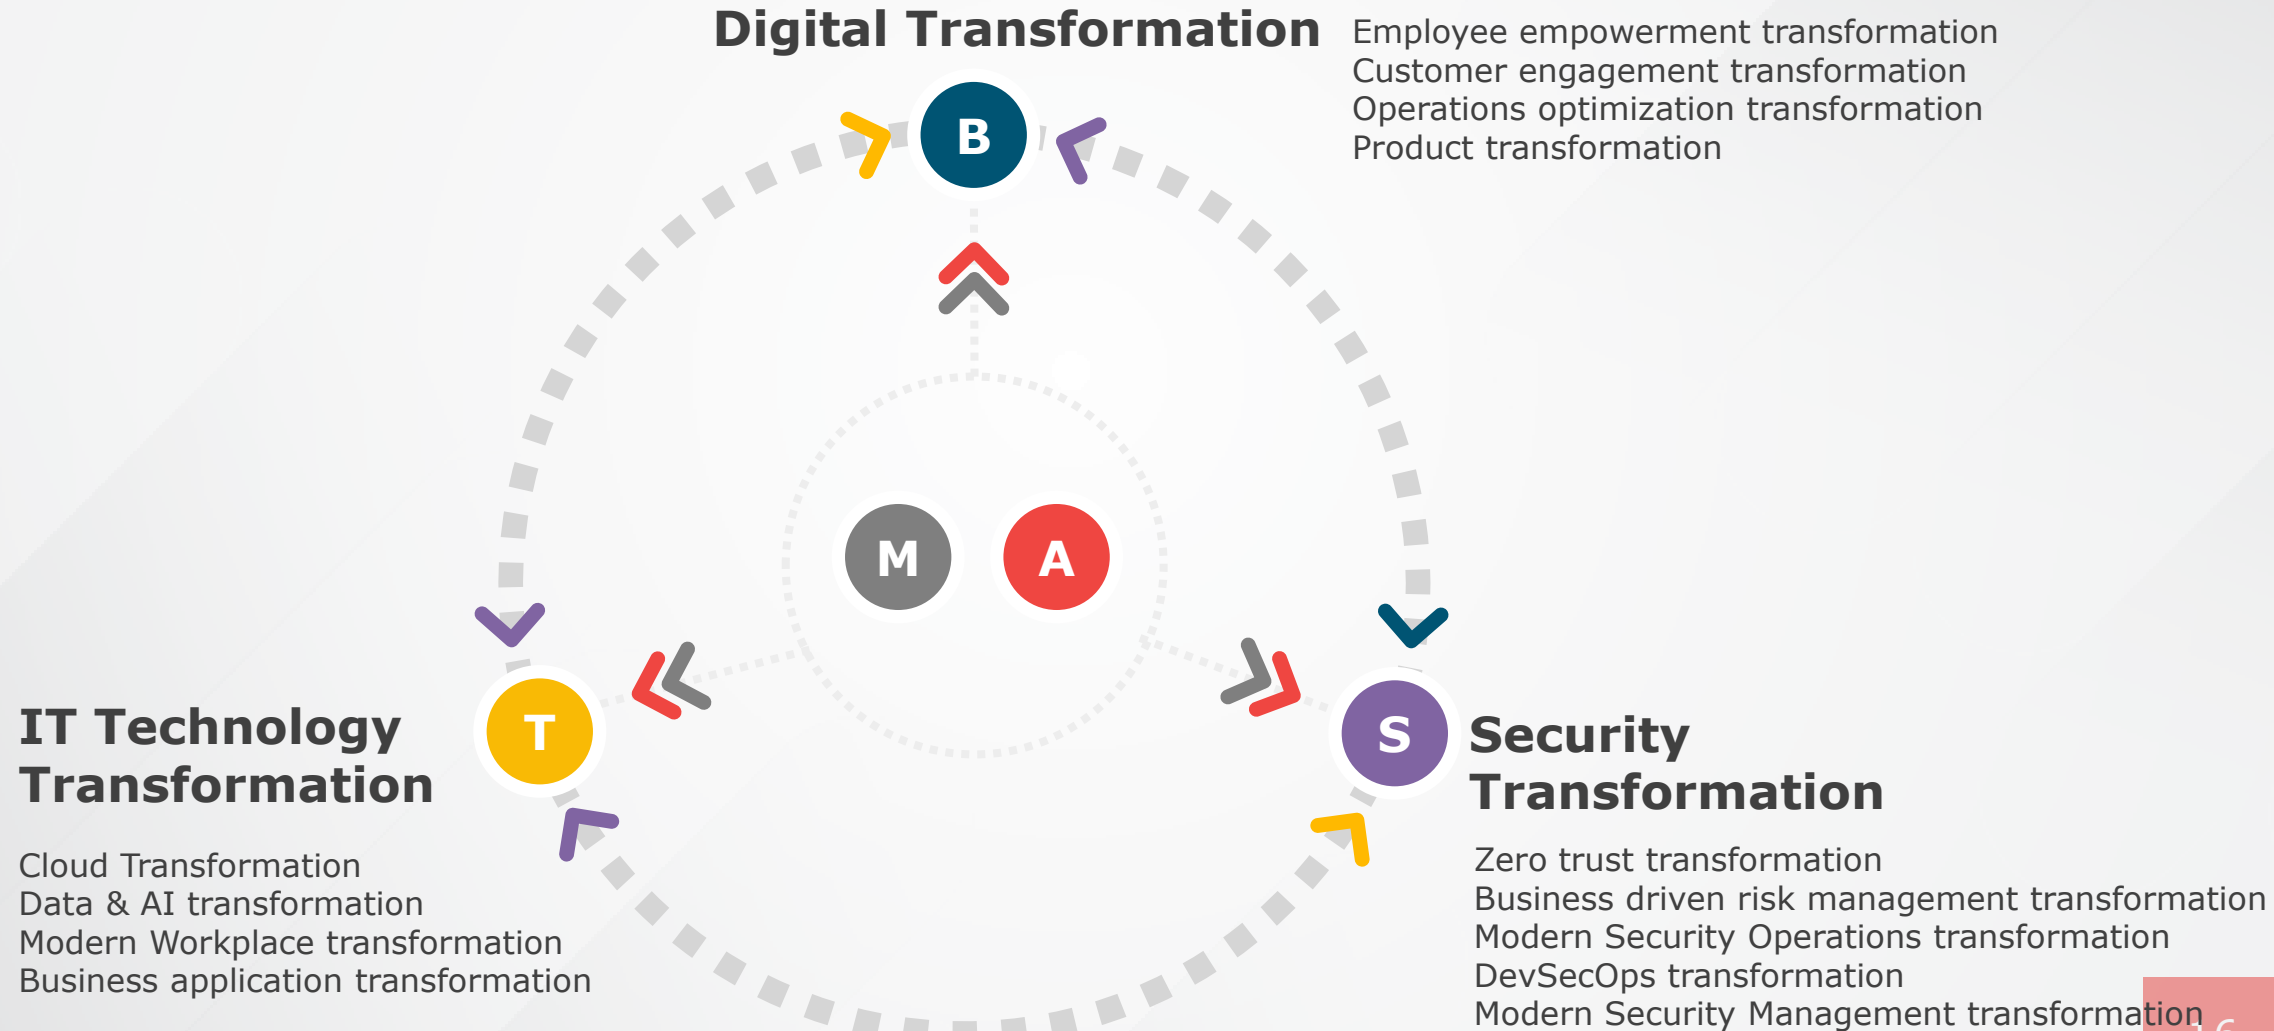 Digital Transformation
Employee empowerment transformation
Customer engagement transformation
Operations optimization transformation
Product transformation
B
M
A
T
S
IT Technology
Transformation
Cloud Transformation
Data & AI transformation
Modern Workplace transformation
Business application transformation
Security
Transformation
Zero trust transformation
Business driven risk management transformation
Modern Security Operations transformation
DevSecOps transformation
Modern Security Management transformation